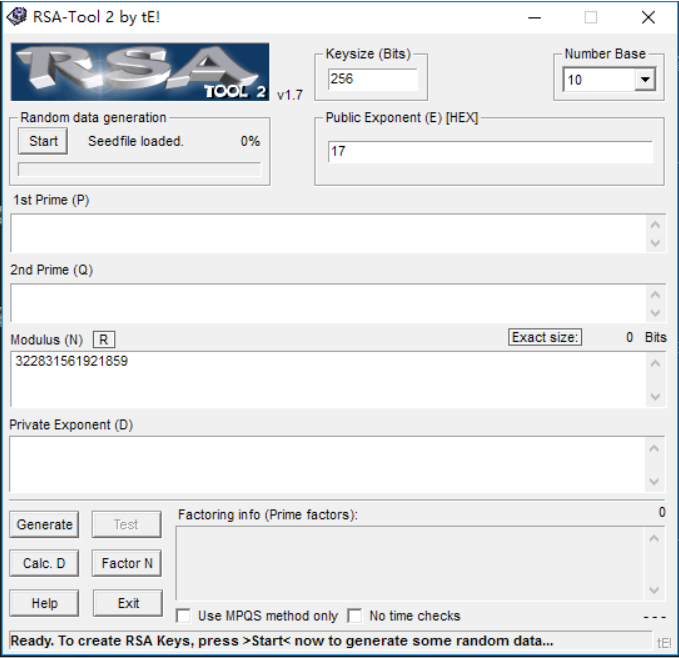 RSA-Tool 2 by tE!
RSA
TOOL 2
v1.7
Keysize (Bits)
256
Number Base
10
Random data generation
Start
Seedfile loaded.
0%
Public Exponent (E) [HEX]
17
1st Prime (P)
2nd Prime (Q)
Modulus (N)
R
Exact size:
0 Bits
322831561921859
Private Exponent (D)
Generate
Test
Factoring info (Prime factors):
0
Calc. D
Factor N
Help
Exit
Use MPQS method only
No time checks
---
Ready. To create RSA Keys, press >Start< now to generate some random data...
tE!